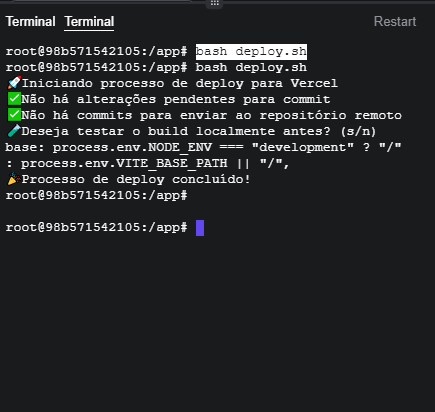 Terminal Terminal Restart
root@98b571542105:/app# bash deploy.sh
root@98b571542105:/app# bash deploy.sh
🚀Iniciando processo de deploy para Vercel
✅Não há alterações pendentes para commit
✅Não há commits para enviar ao repositório remoto
🧪Deseja testar o build localmente antes? (s/n)
base: process.env.NODE_ENV === "development" ? "/"
: process.env.VITE_BASE_PATH || "/",
🎉Processo de deploy concluído!
root@98b571542105:/app#
root@98b571542105:/app#